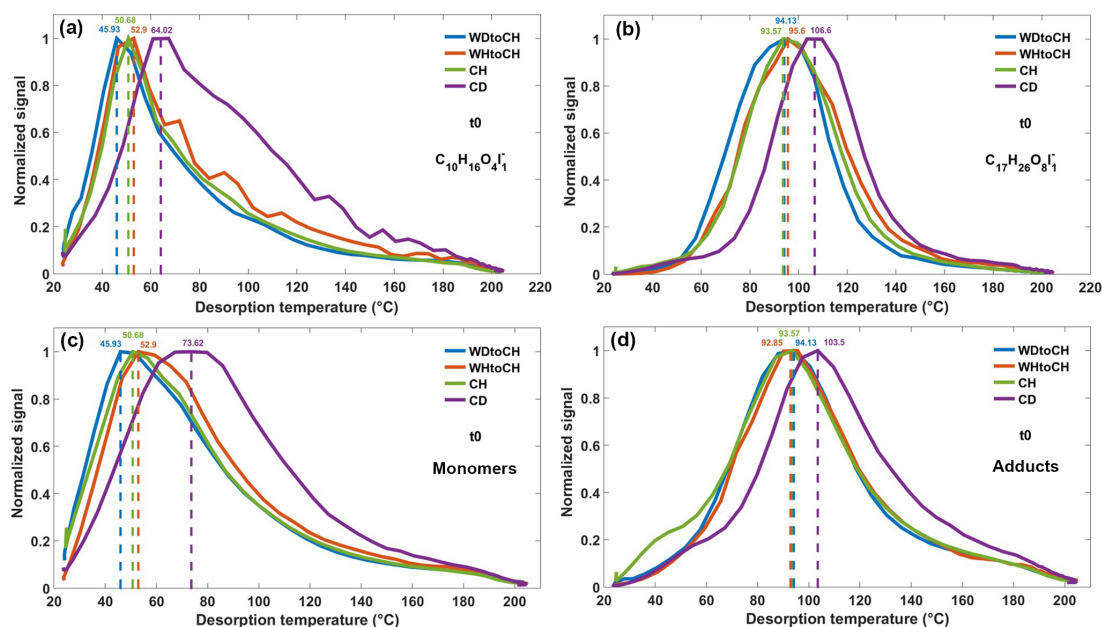 (a)
45.93 50.68 52.9 64.02
WDtoCH
WHtoCH
CH
CD
t0
C10H16O4I1-
Normalized signal
0 0.2 0.4 0.6 0.8 1
20 40 60 80 100 120 140 160 180 200 220
Desorption temperature (°C)
(b)
93.57 94.13 95.6 106.6
WDtoCH
WHtoCH
CH
CD
t0
C17H26O8I1-
Normalized signal
0 0.2 0.4 0.6 0.8 1
20 40 60 80 100 120 140 160 180 200 220
Desorption temperature (°C)
(c)
45.93 50.68 52.9 73.62
WDtoCH
WHtoCH
CH
CD
t0
Monomers
Normalized signal
0 0.2 0.4 0.6 0.8 1
20 40 60 80 100 120 140 160 180 200
Desorption temperature (°C)
(d)
92.85 93.57 94.13 103.5
WDtoCH
WHtoCH
CH
CD
t0
Adducts
Normalized signal
0 0.2 0.4 0.6 0.8 1
20 40 60 80 100 120 140 160 180 200
Desorption temperature (°C)